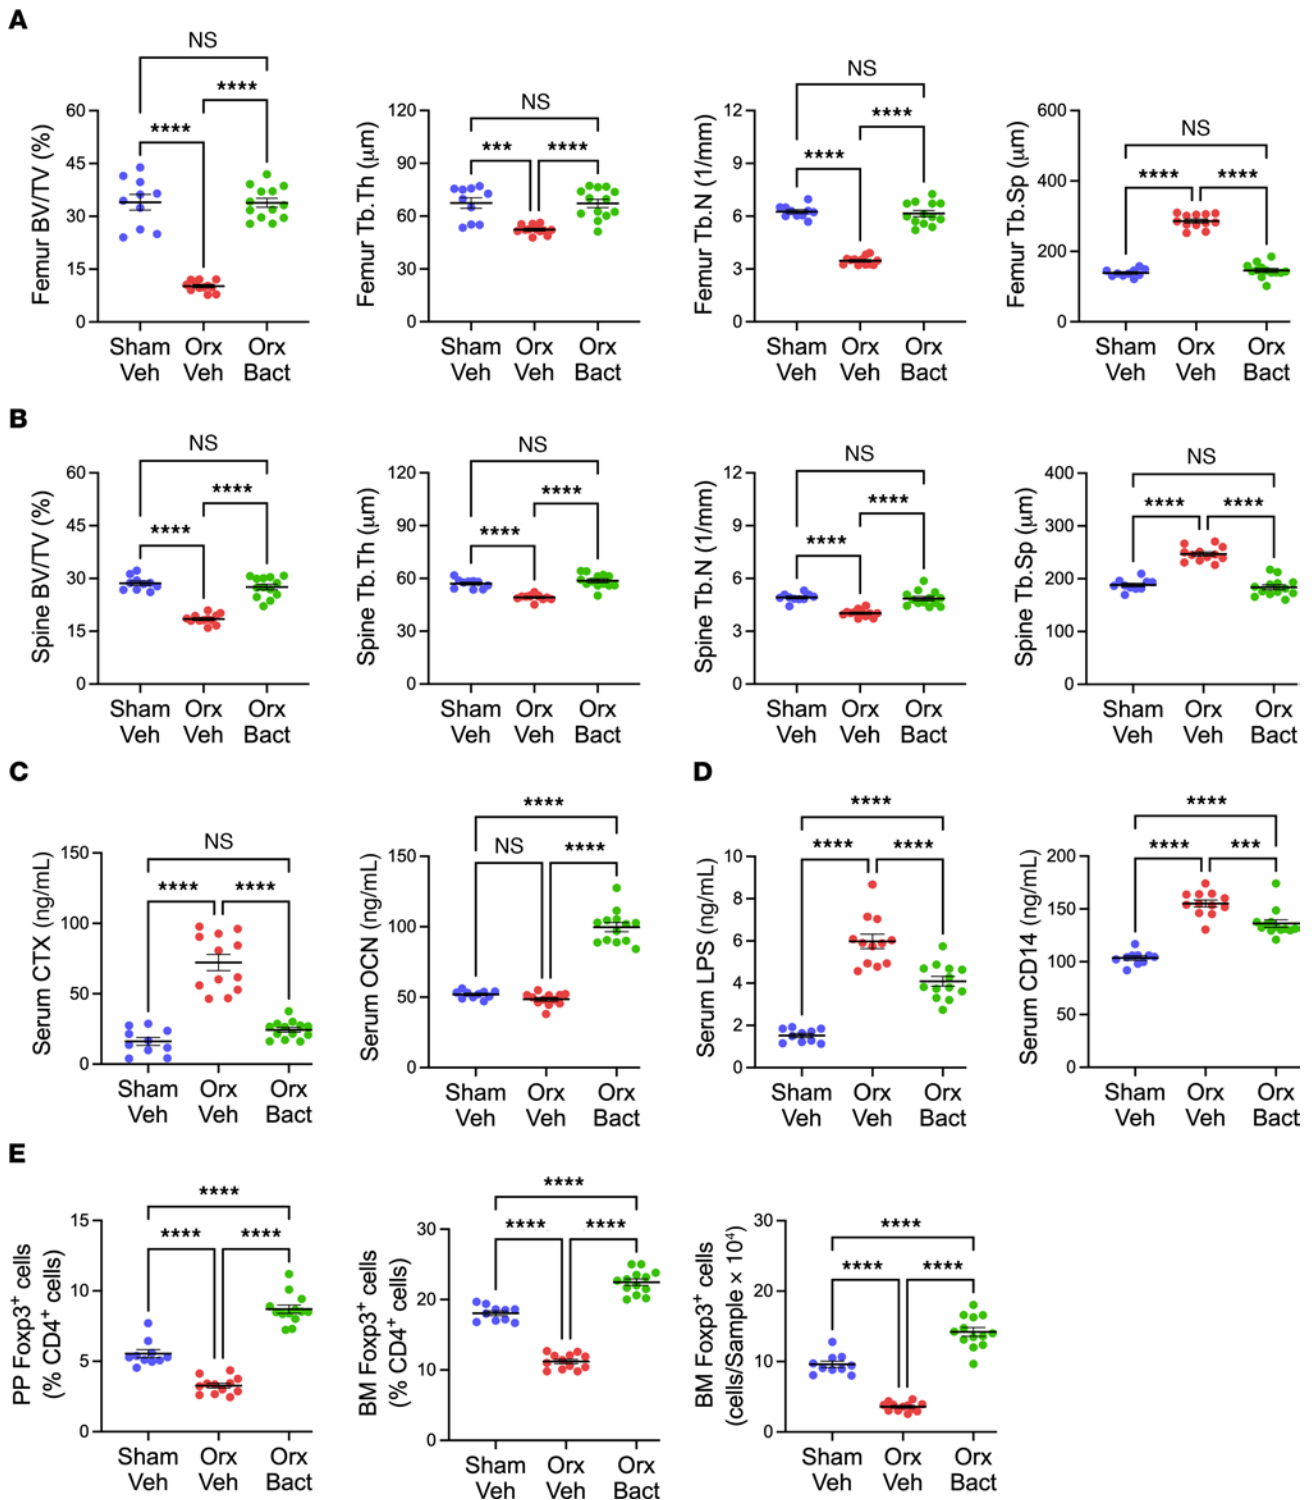 A
NS
****
****
Femur BV/TV (%)
60
45
30
15
0
Sham
Veh
Orx
Veh
Orx
Bact
NS
***
****
Femur Tb.Th (μm)
120
90
60
30
0
Sham
Veh
Orx
Veh
Orx
Bact
NS
****
****
Femur Tb.N (1/mm)
12
9
6
3
0
Sham
Veh
Orx
Veh
Orx
Bact
NS
****
****
Femur Tb.Sp (μm)
600
400
200
0
Sham
Veh
Orx
Veh
Orx
Bact
B
NS
****
****
Spine BV/TV (%)
60
45
30
15
0
Sham
Veh
Orx
Veh
Orx
Bact
NS
****
****
Spine Tb.Th (μm)
120
90
60
30
0
Sham
Veh
Orx
Veh
Orx
Bact
NS
****
****
Spine Tb.N (1/mm)
12
9
6
3
0
Sham
Veh
Orx
Veh
Orx
Bact
NS
****
****
Spine Tb.Sp (μm)
400
300
200
100
0
Sham
Veh
Orx
Veh
Orx
Bact
C
NS
****
****
Serum CTX (ng/mL)
150
100
50
0
Sham
Veh
Orx
Veh
Orx
Bact
****
NS
****
Serum OCN (ng/mL)
150
100
50
0
Sham
Veh
Orx
Veh
Orx
Bact
D
****
****
****
Serum LPS (ng/mL)
10
8
6
4
2
0
Sham
Veh
Orx
Veh
Orx
Bact
****
****
***
Serum CD14 (ng/mL)
200
150
100
50
0
Sham
Veh
Orx
Veh
Orx
Bact
E
****
****
****
PP Foxp3⁺ cells
(% CD4⁺ cells)
15
10
5
0
Sham
Veh
Orx
Veh
Orx
Bact
****
****
****
BM Foxp3⁺ cells
(% CD4⁺ cells)
30
20
10
0
Sham
Veh
Orx
Veh
Orx
Bact
****
****
****
BM Foxp3⁺ cells
(cells/Sample × 10⁴)
30
20
10
0
Sham
Veh
Orx
Veh
Orx
Bact